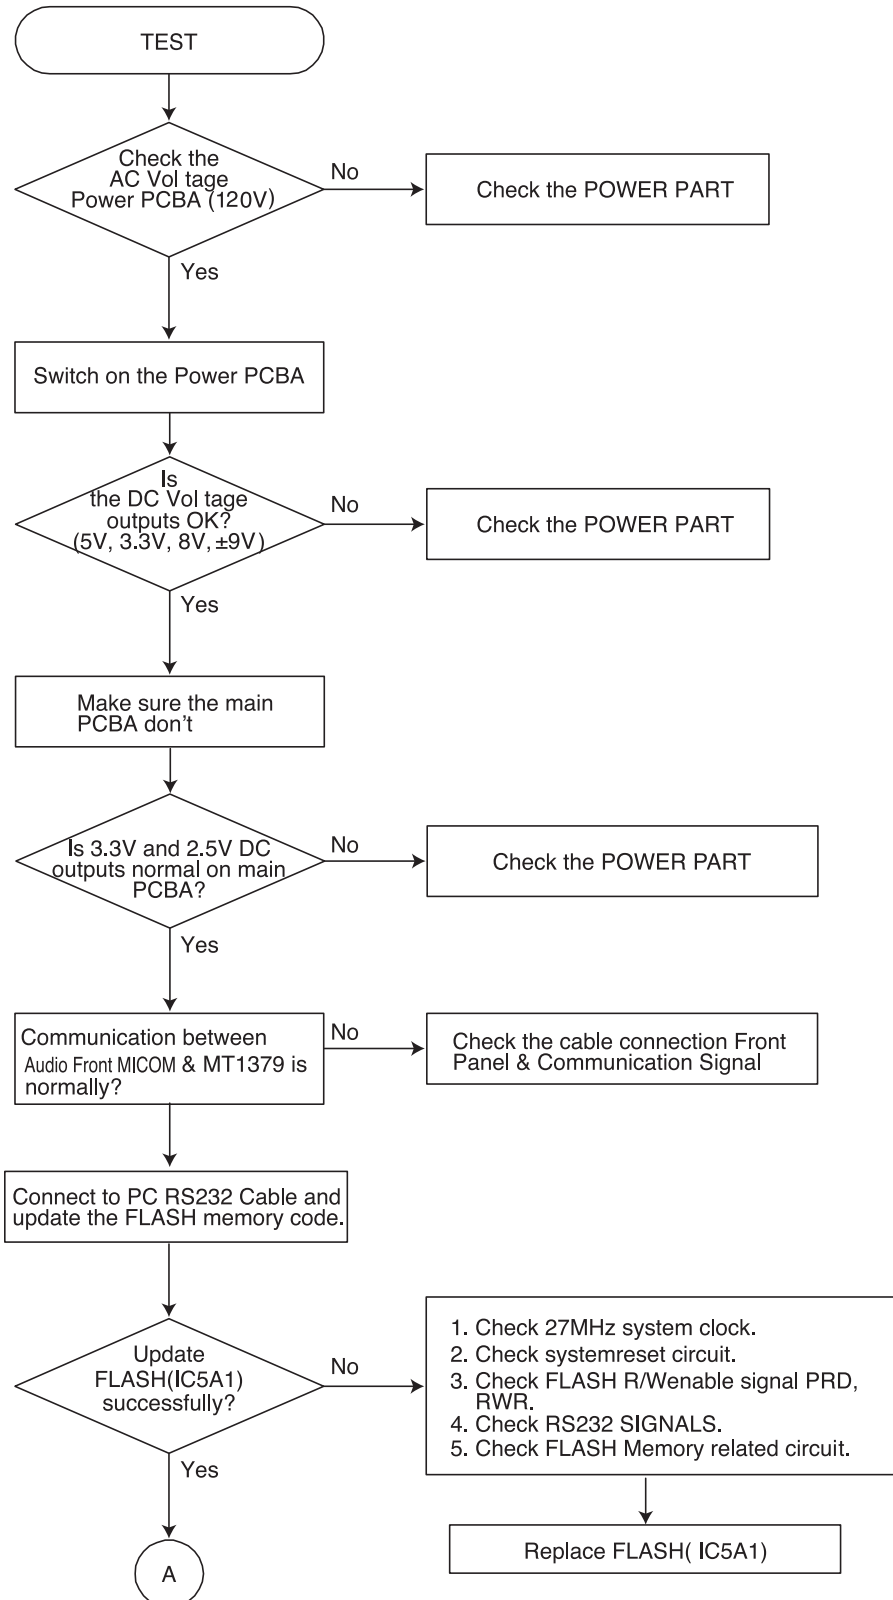 TEST
Check the
AC Vol tage
Power PCBA (120V)
No
Check the POWER PART
Yes
Switch on the Power PCBA
Is
the DC Vol tage
outputs OK?
(5V, 3.3V, 8V, ±9V)
No
Check the POWER PART
Yes
Make sure the main
PCBA don't
Is 3.3V and 2.5V DC
outputs normal on main
PCBA?
No
Check the POWER PART
Yes
Communication between
Audio Front MICOM & MT1379 is
normally?
No
Check the cable connection Front
Panel & Communication Signal
Connect to PC RS232 Cable and
update the FLASH memory code.
Update
FLASH(IC5A1)
successfully?
No
1. Check 27MHz system clock.
2. Check systemreset circuit.
3. Check FLASH R/Wenable signal PRD,
RWR.
4. Check RS232 SIGNALS.
5. Check FLASH Memory related circuit.
Yes
Replace FLASH( IC5A1)
A